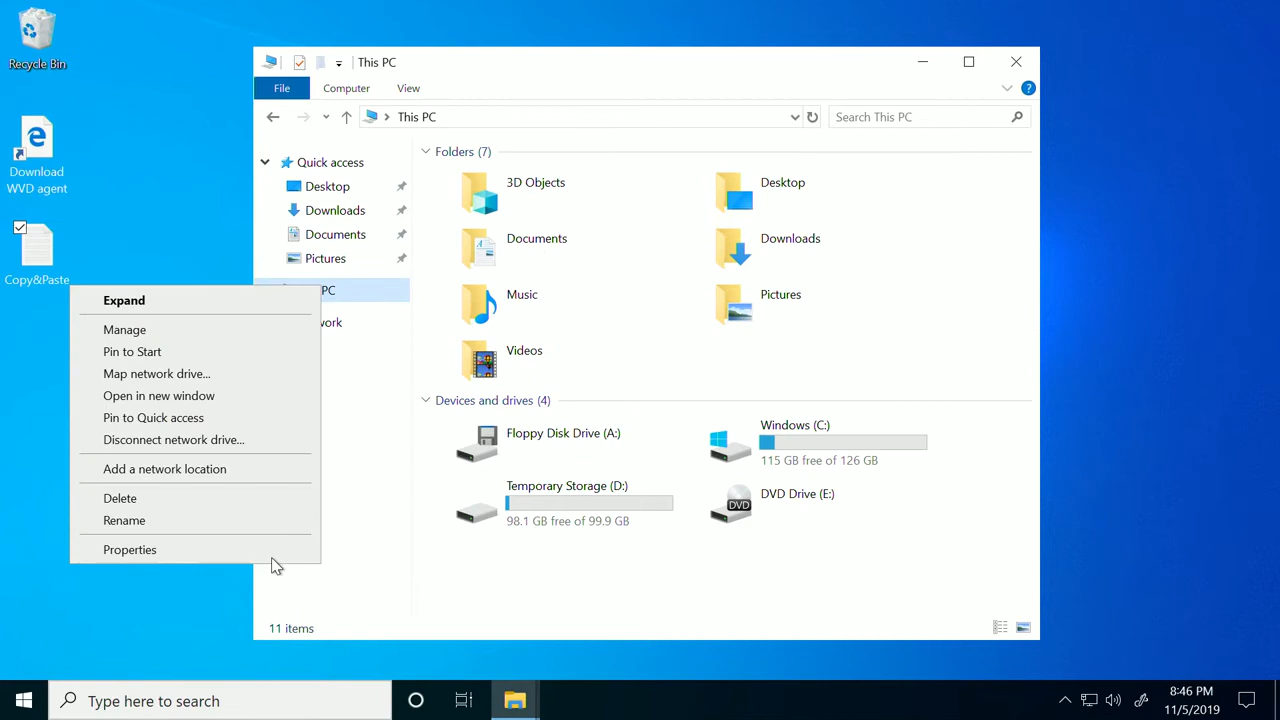 Recycle Bin
Download
WVD agent
Copy&Paste
This PC
File
Computer
View
This PC
Search This PC
Quick access
Desktop
Downloads
Documents
Pictures
PC
work
Folders (7)
3D Objects
Desktop
Documents
Downloads
Music
Pictures
Videos
Devices and drives (4)
Floppy Disk Drive (A:)
Windows (C:)
115 GB free of 126 GB
Temporary Storage (D:)
98.1 GB free of 99.9 GB
DVD
DVD Drive (E:)
11 items
Expand
Manage
Pin to Start
Map network drive...
Open in new window
Pin to Quick access
Disconnect network drive...
Add a network location
Delete
Rename
Properties
Type here to search
8:46 PM
11/5/2019